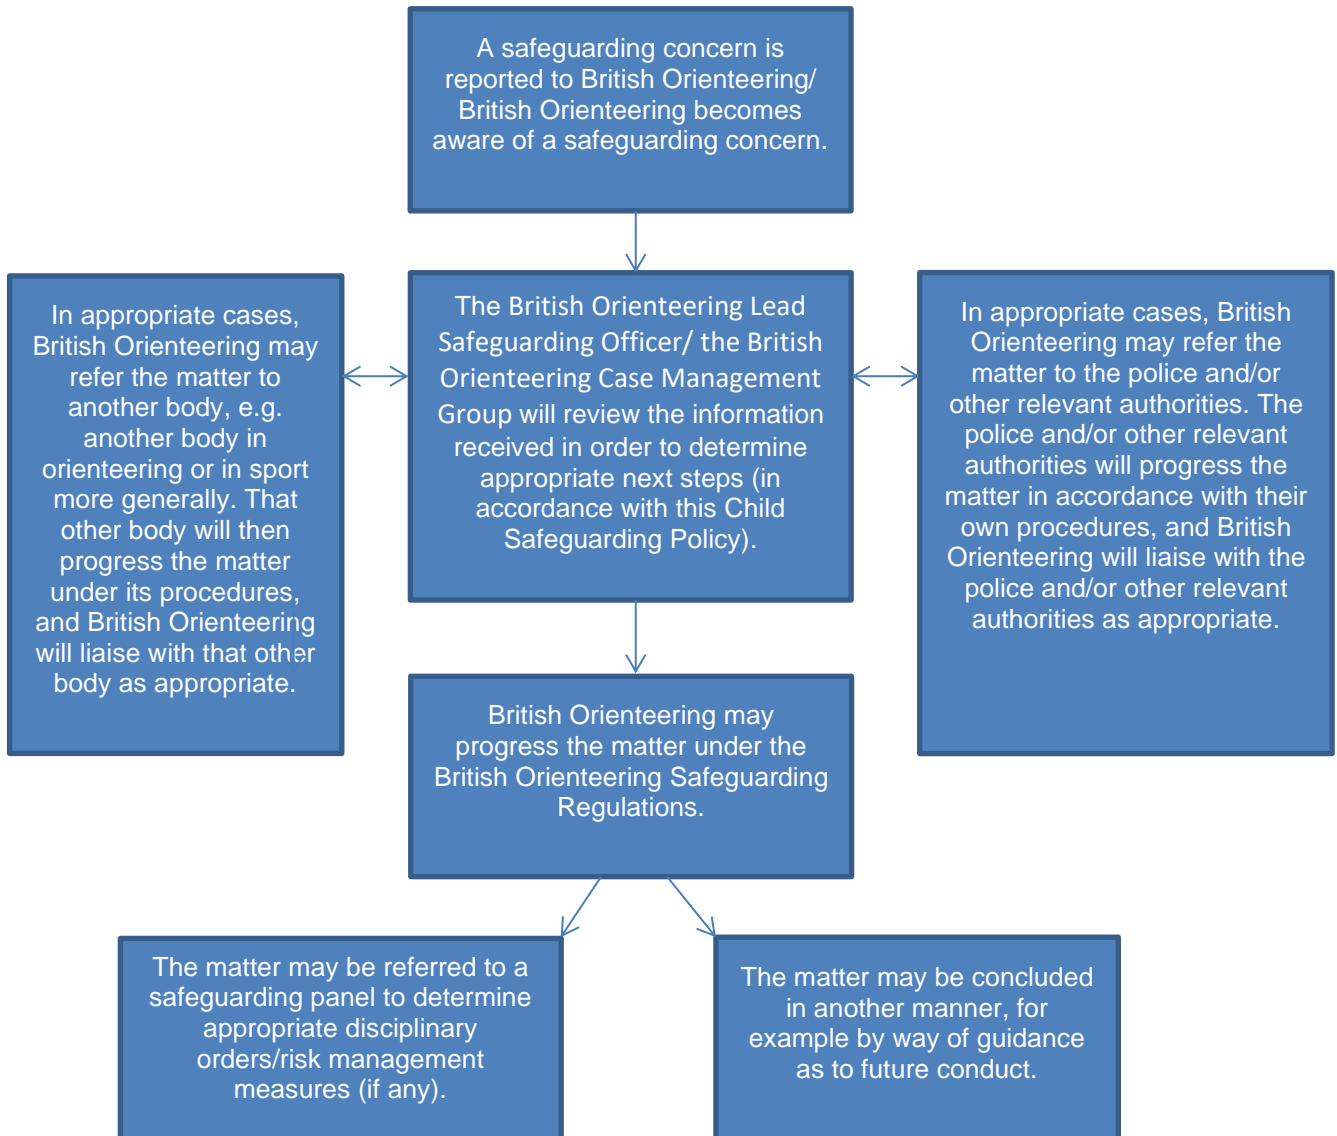 A safeguarding concern is
reported to British Orienteering/
British Orienteering becomes
aware of a safeguarding concern.
In appropriate cases,
British Orienteering may
refer the matter to
another body, e.g.
another body in
orienteering or in sport
more generally. That
other body will then
progress the matter
under its procedures,
and British Orienteering
will liaise with that other
body as appropriate.
The British Orienteering Lead
Safeguarding Officer/ the British
Orienteering Case Management
Group will review the information
received in order to determine
appropriate next steps (in
accordance with this Child
Safeguarding Policy).
In appropriate cases, British
Orienteering may refer the
matter to the police and/or
other relevant authorities. The
police and/or other relevant
authorities will progress the
matter in accordance with their
own procedures, and British
Orienteering will liaise with the
police and/or other relevant
authorities as appropriate.
British Orienteering may
progress the matter under the
British Orienteering Safeguarding
Regulations.
The matter may be referred to a
safeguarding panel to determine
appropriate disciplinary
orders/risk management
measures (if any).
The matter may be concluded
in another manner, for
example by way of guidance
as to future conduct.